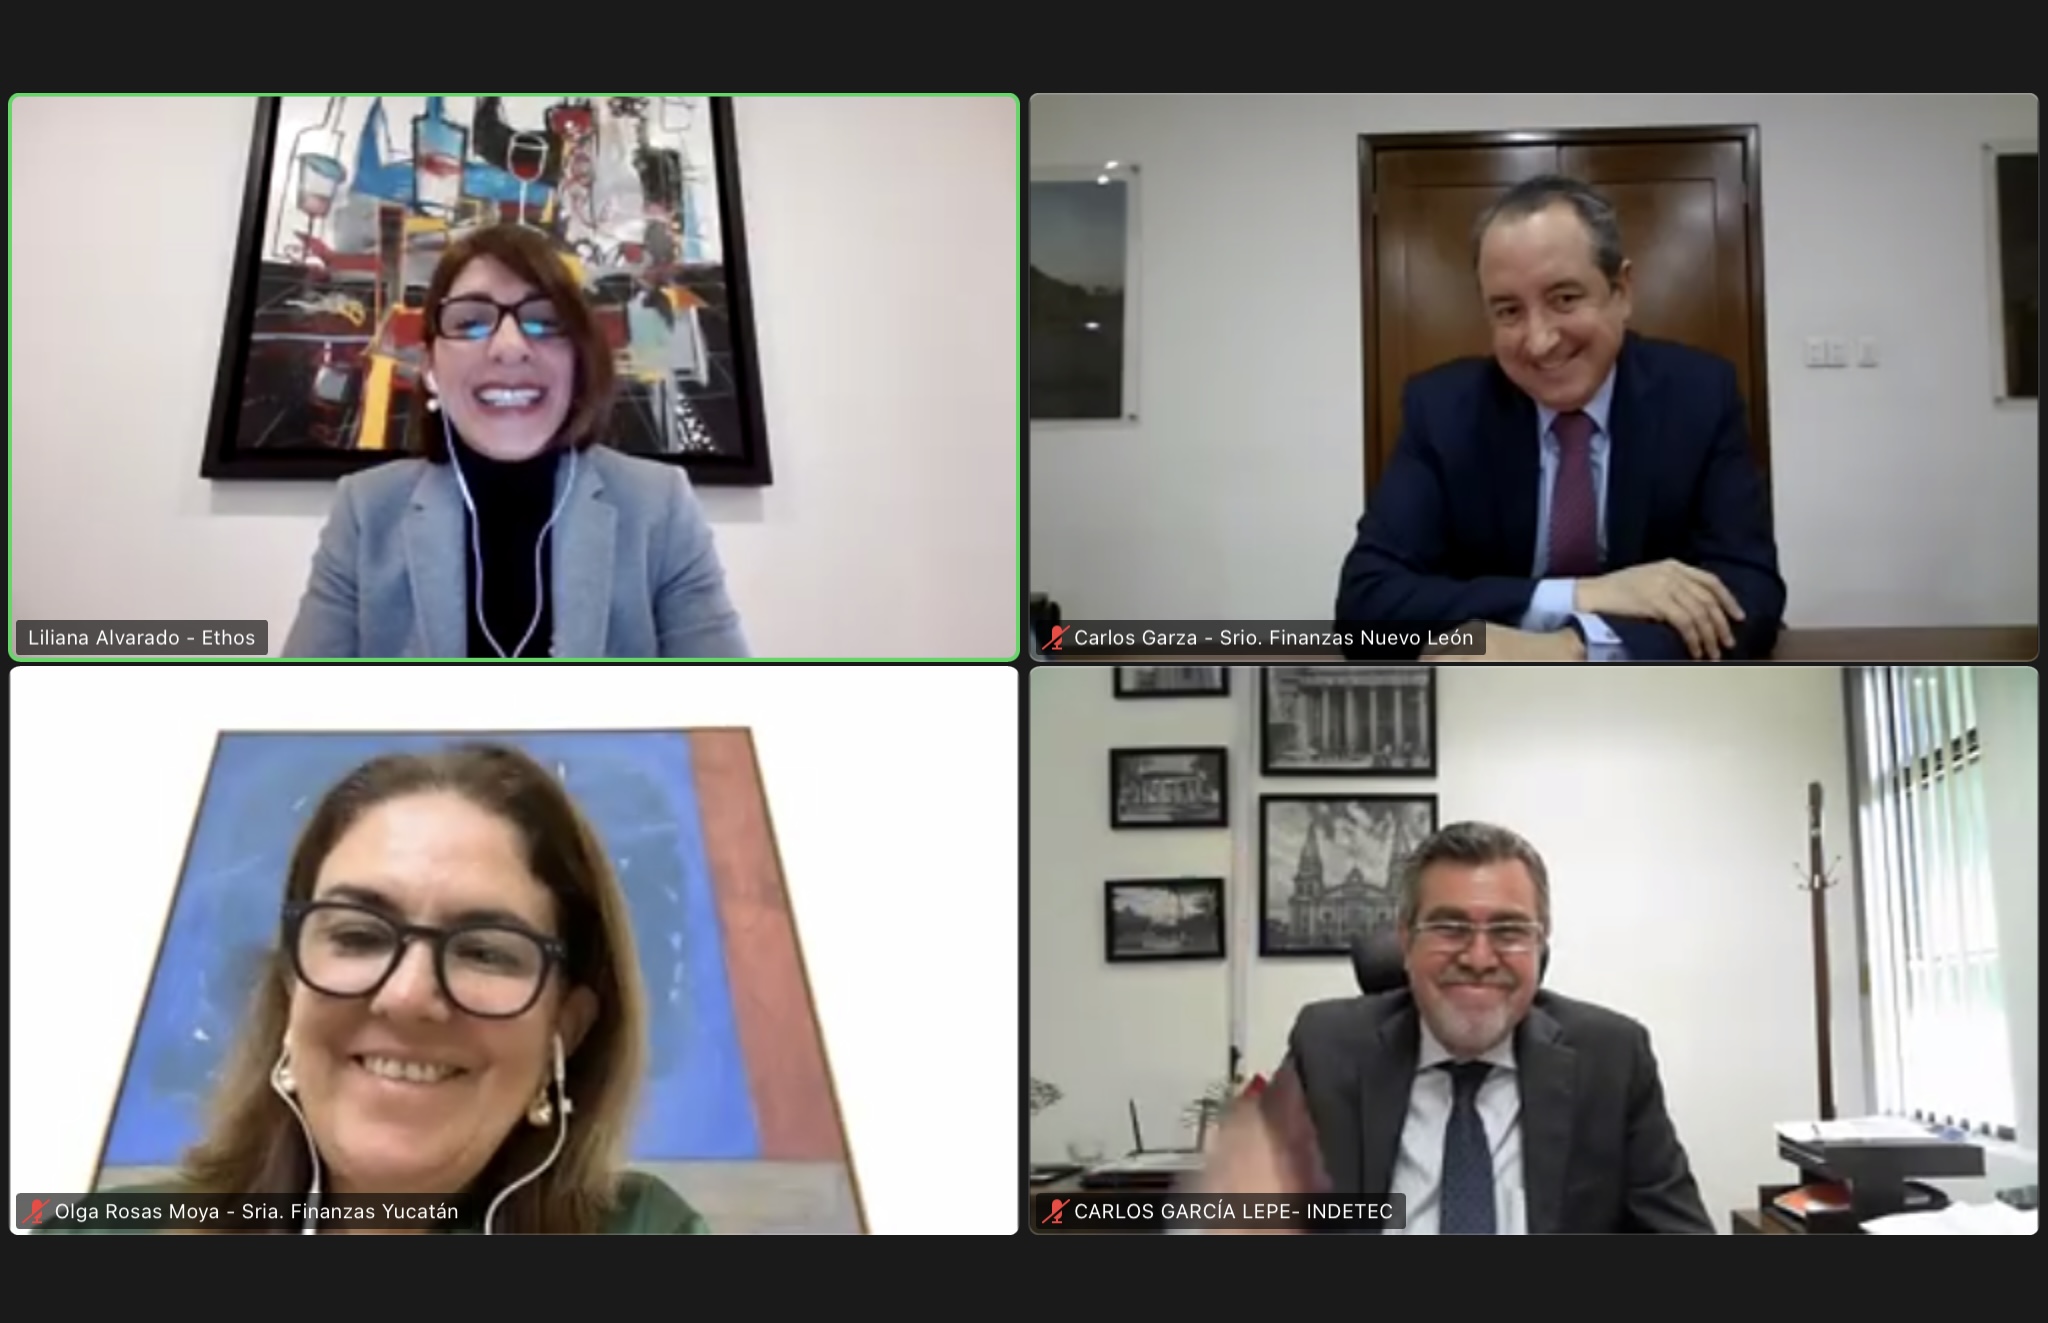 Liliana Alvarado - Ethos
Carlos Garza - Srio. Finanzas Nuevo León
Olga Rosas Moya - Sria. Finanzas Yucatán
CARLOS GARCÍA LEPE- INDETEC